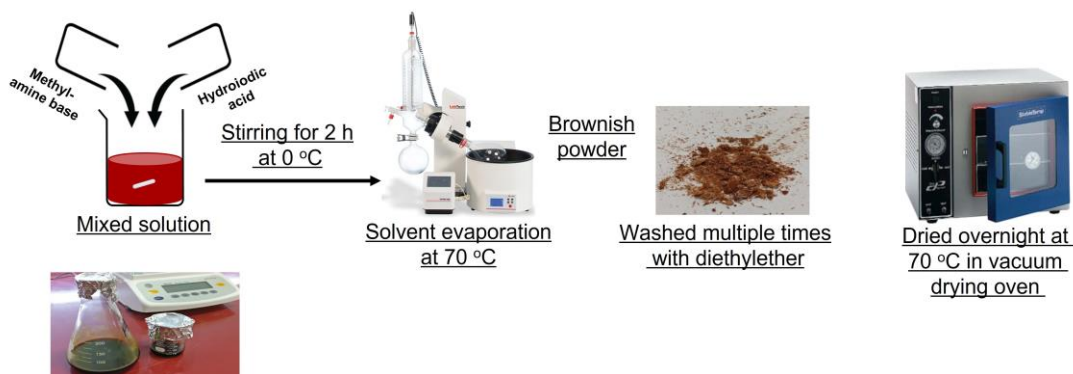 Methyl-
amine base
Hydroiodic
acid
Mixed solution
Stirring for 2 h
at 0 °C
Solvent evaporation
at 70 °C
Brownish
powder
Washed multiple times
with diethylether
Dried overnight at
70 °C in vacuum
drying oven